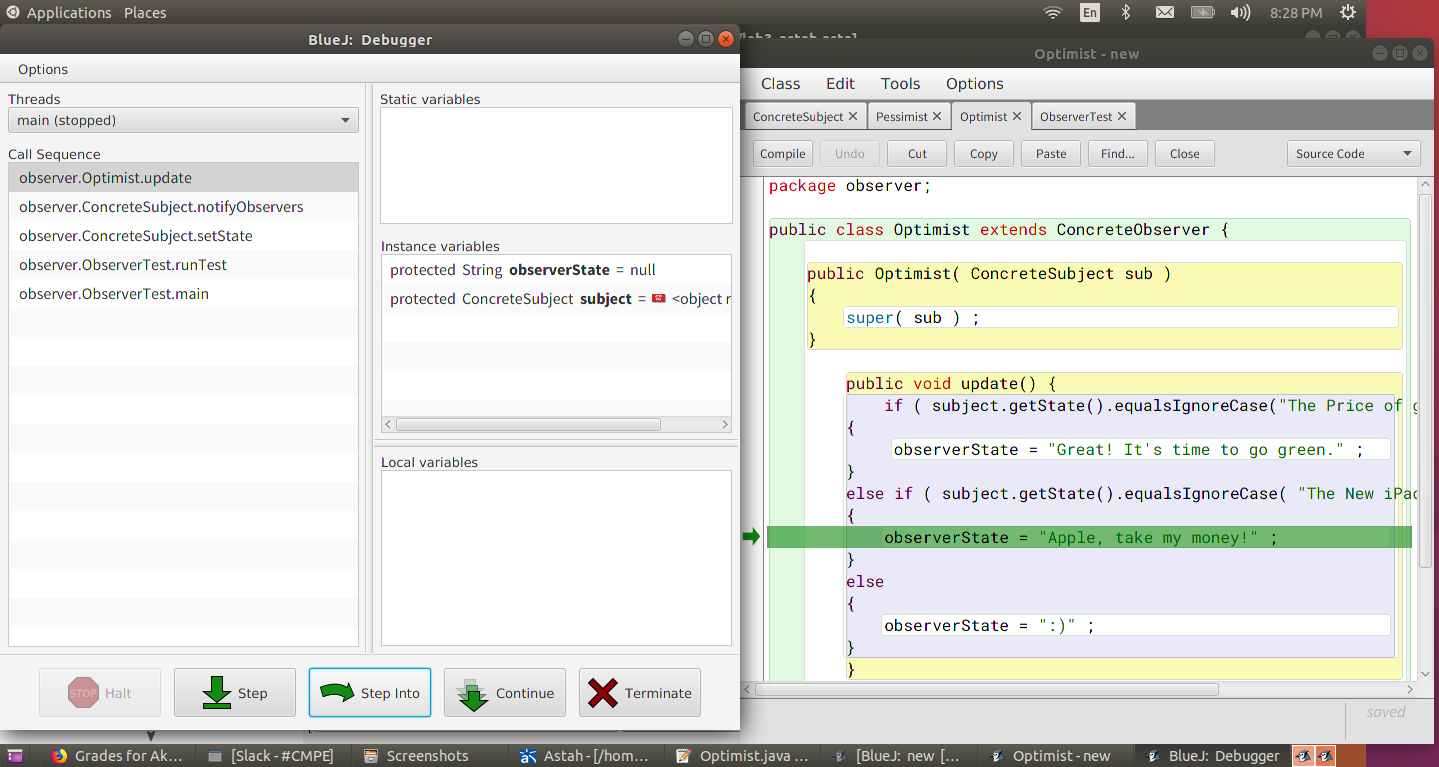 Applications Places
En
8:28 PM
BlueJ: Debugger
Options
Threads
main (stopped)
Call Sequence
observer.Optimist.update
observer.ConcreteSubject.notifyObservers
observer.ConcreteSubject.setState
observer.ObserverTest.runTest
observer.ObserverTest.main
Static variables
Instance variables
protected String observerState = null
protected ConcreteSubject subject = <object r
Local variables
STOP Halt
Step
Step Into
Continue
Terminate
Optimist - new
Class Edit Tools Options
ConcreteSubject Pessimist Optimist ObserverTest
Compile Undo Cut Copy Paste Find... Close Source Code
package observer;
public class Optimist extends ConcreteObserver {
public Optimist( ConcreteSubject sub )
{
super( sub ) ;
}
public void update() {
if ( subject.getState().equalsIgnoreCase("The Price of g
{
observerState = "Great! It's time to go green." ;
}
else if ( subject.getState().equalsIgnoreCase( "The New iPad
{
observerState = "Apple, take my money!" ;
}
else
{
observerState = ":)" ;
}
}
saved
Grades for Ak...
[Slack - #CMPE]
Screenshots
Astah - [/hom...
Optimist.java ...
[BlueJ: new [...
Optimist - new
BlueJ: Debugger